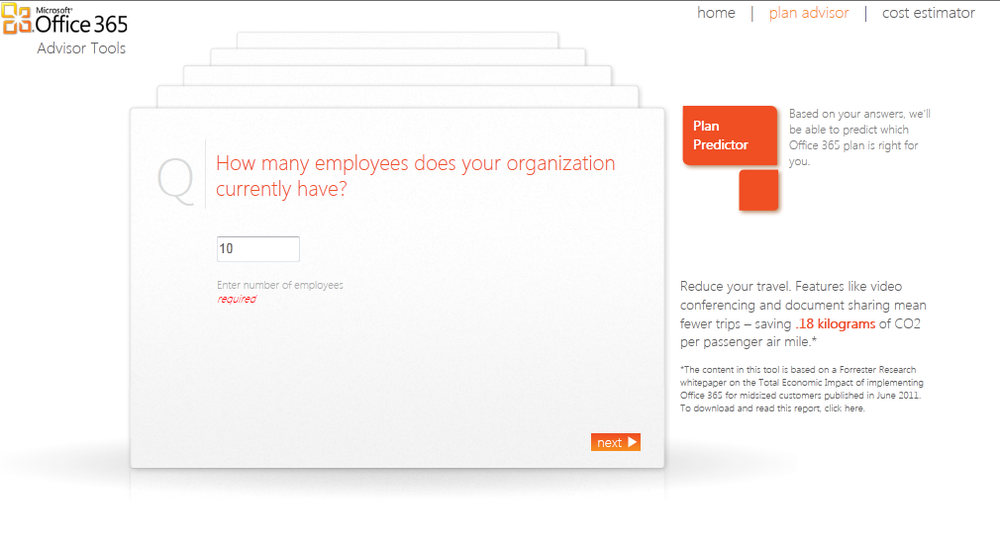 Microsoft®
Office 365
Advisor Tools
home | plan advisor | cost estimator
Q
How many employees does your organization
currently have?
10
Enter number of employees
required
next
Plan
Predictor
Based on your answers, we'll
be able to predict which
Office 365 plan is right for
you.
Reduce your travel. Features like video
conferencing and document sharing mean
fewer trips – saving .18 kilograms of CO2
per passenger air mile.*
*The content in this tool is based on a Forrester Research
whitepaper on the Total Economic Impact of implementing
Office 365 for midsized customers published in June 2011.
To download and read this report, click here.